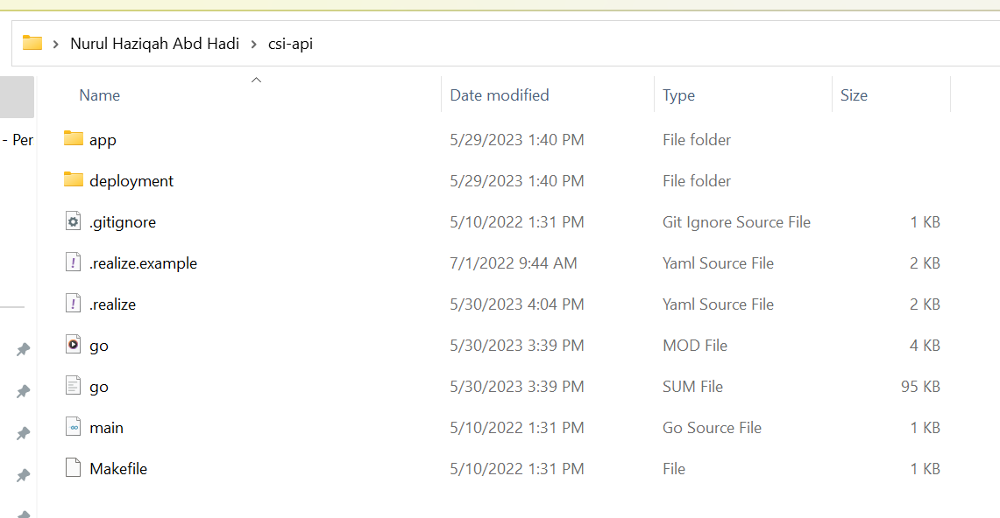 Nurul Haziqah Abd Hadi > csi-api
Name Date modified Type Size
- Per
app 5/29/2023 1:40 PM File folder
deployment 5/29/2023 1:40 PM File folder
.gitignore 5/10/2022 1:31 PM Git Ignore Source File 1 KB
.realize.example 7/1/2022 9:44 AM Yaml Source File 2 KB
.realize 5/30/2023 4:04 PM Yaml Source File 2 KB
go 5/30/2023 3:39 PM MOD File 4 KB
go 5/30/2023 3:39 PM SUM File 95 KB
main 5/10/2022 1:31 PM Go Source File 1 KB
Makefile 5/10/2022 1:31 PM File 1 KB